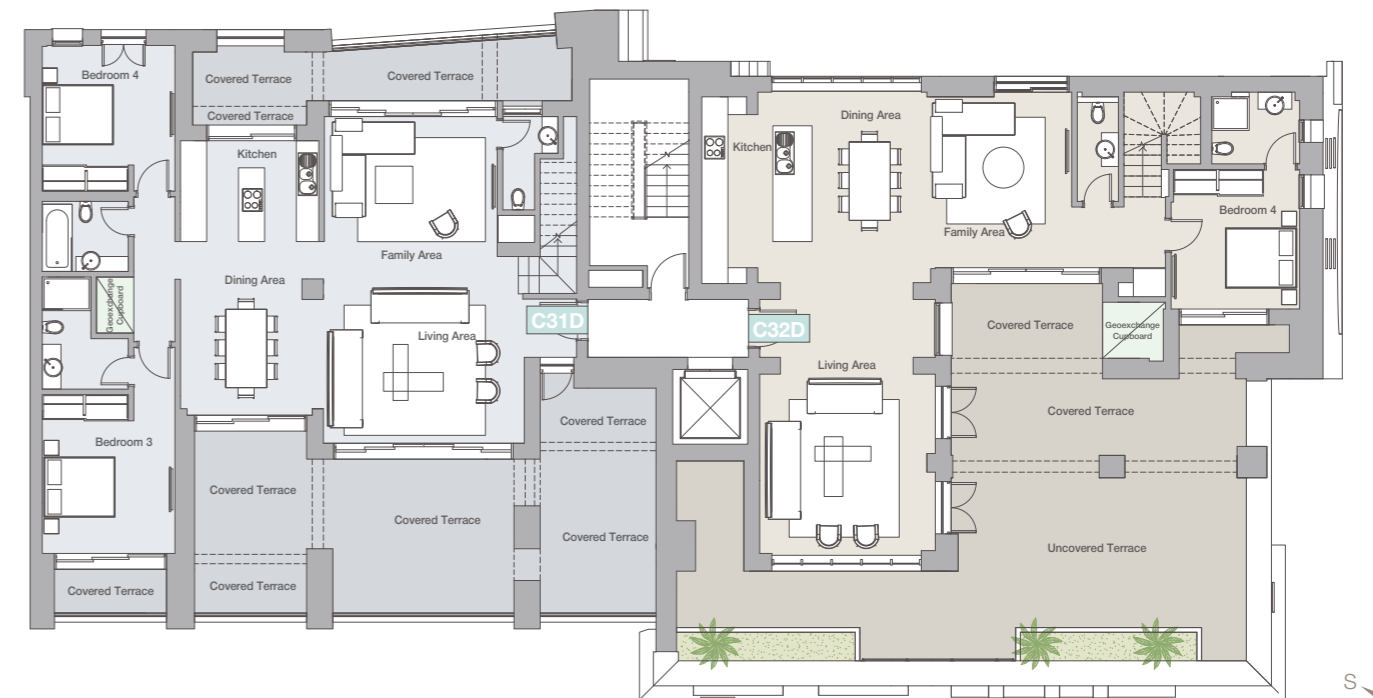 Bedroom 4
Covered Terrace
Covered Terrace
Covered Terrace
Kitchen
Family Area
Dining Area
Geoexchange
Cupboard
Living Area
C31D
Bedroom 3
Covered Terrace
Covered Terrace
Covered Terrace
Covered Terrace
Covered Terrace
Covered Terrace
Dining Area
Kitchen
Family Area
Bedroom 4
C32D
Covered Terrace
Geoexchange
Cupboard
Living Area
Covered Terrace
Uncovered Terrace
S